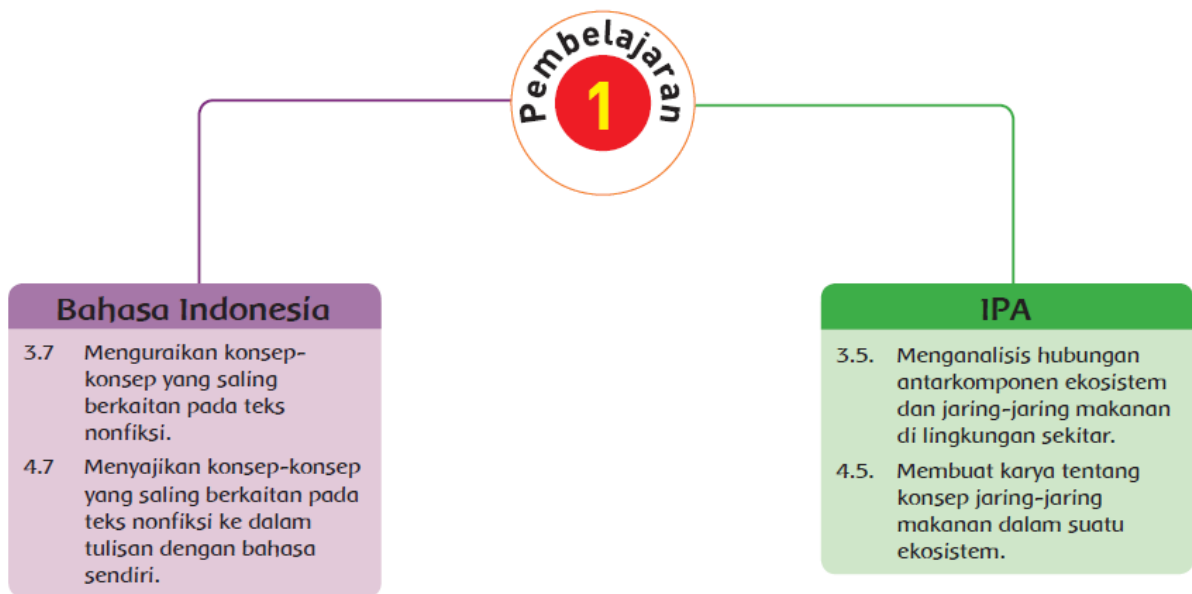 Pembelajaran
1
Bahasa Indonesia
3.7 Menguraikan konsep-
konsep yang saling
berkaitan pada teks
nonfiksi.
4.7 Menyajikan konsep-konsep
yang saling berkaitan pada
teks nonfiksi ke dalam
tulisan dengan bahasa
sendiri.
IPA
3.5. Menganalisis hubungan
antarkomponen ekosistem
dan jaring-jaring makanan
di lingkungan sekitar.
4.5. Membuat karya tentang
konsep jaring-jaring
makanan dalam suatu
ekosistem.